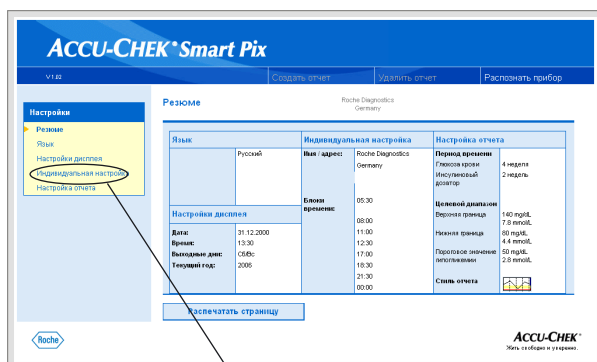 ACCU-CHEK® Smart Pix
V 1.02
Создать отчет
Удалить отчет
Распознать прибор
Настройки
Резюме
Язык
Настройки дисплея
Индивидуальная настройка
Настройка отчета
Резюме
Roche Diagnostics
Germany
Язык
Русский
Настройки дисплея
Дата: 31.12.2000
Время: 13:30
Выходные дни: Сб/Вс
Текущий год: 2006
Индивидуальная настройка
Имя / адрес: Roche Diagnostics
Germany
Блоки времени: 05:30
08:00
11:00
12:30
17:00
18:30
21:30
00:00
Настройка отчета
Период времени
Глюкоза крови 4 недели
Инсулиновый 2 недель
дозатор
Целевой диапазон
Верхняя граница 140 mg/dL
7.8 mmol/L
Нижняя граница 80 mg/dL
4.4 mmol/L
Пороговое значение 50 mg/dL
гипогликемии 2.8 mmol/L
Стиль отчета
Распечатать страницу
Roche
ACCU-CHEK®
Жить свободно и уверенно.